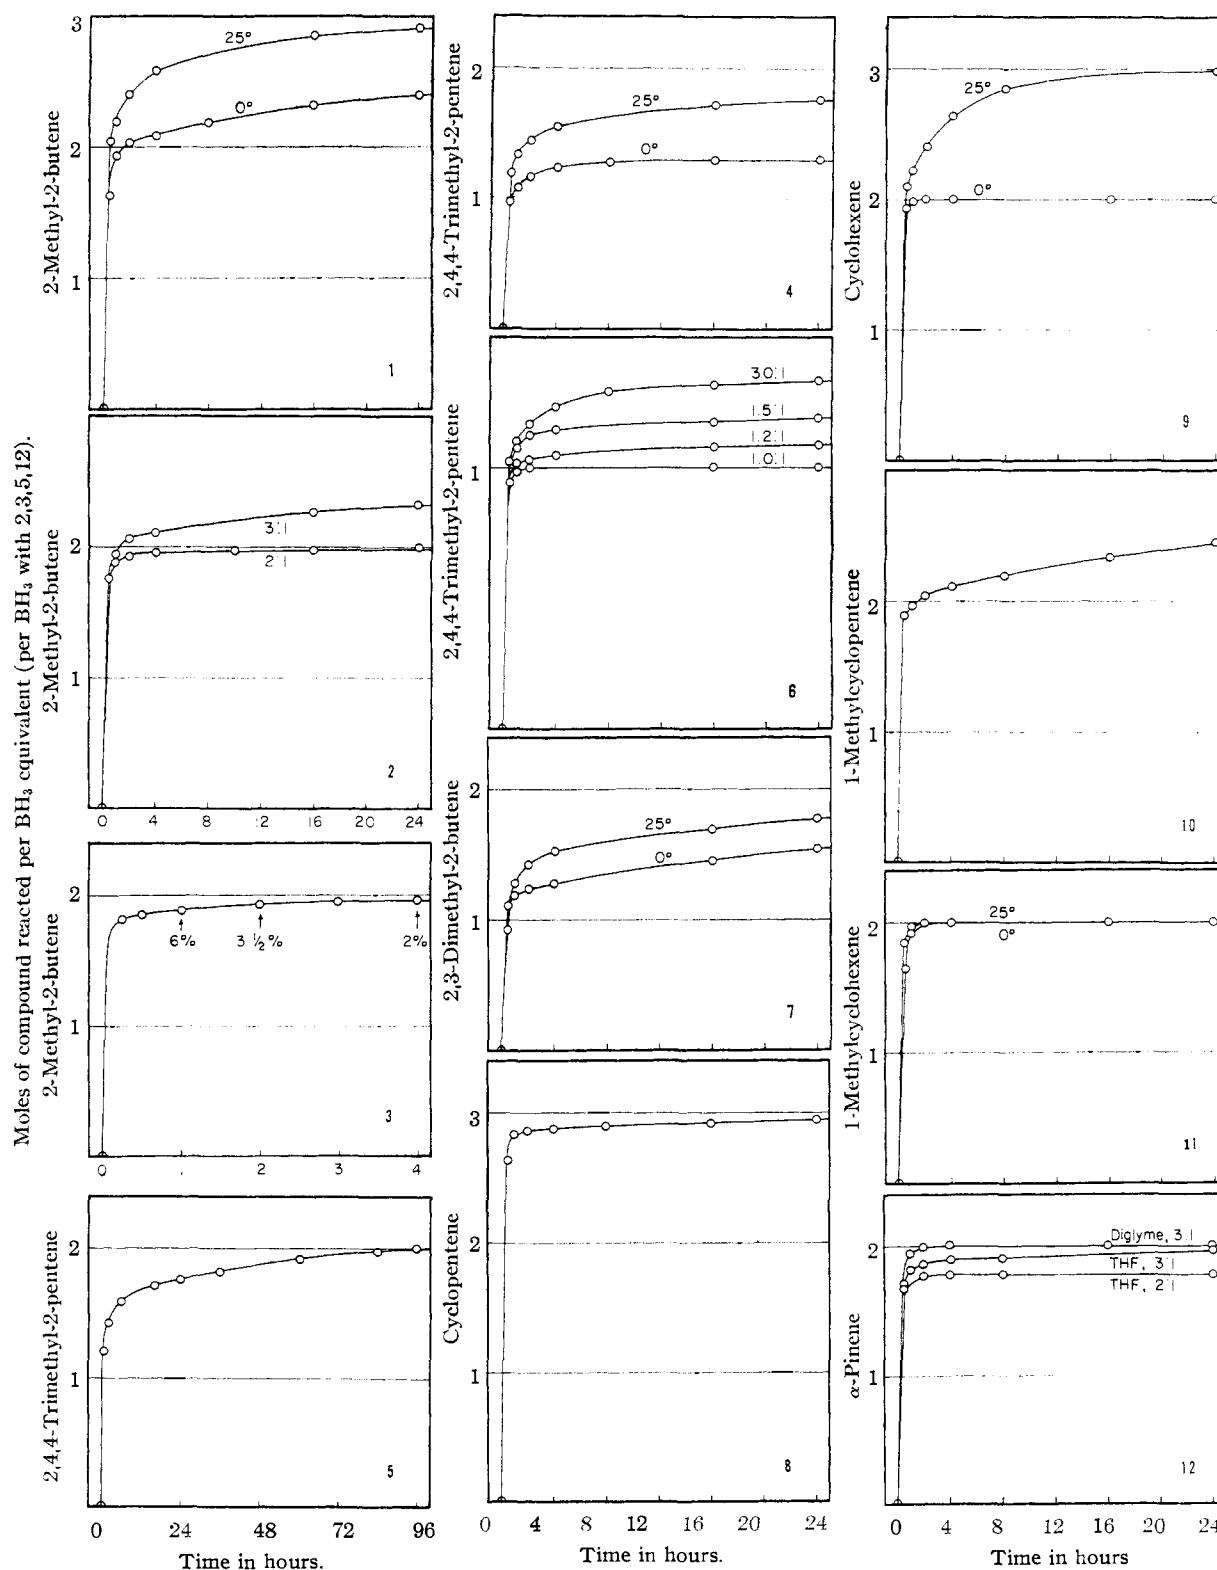 Moles of compound reacted per BH₃ equivalent (per BH₃ with 2,3,5,12).
2-Methyl-2-butene
3
2
1
25°
0°
1
2-Methyl-2-butene
2
1
3:1
2:1
2
0 4 8 12 16 20 24
2-Methyl-2-butene
2
1
6%
3 ½%
2%
3
0 1 2 3 4
2,4,4-Trimethyl-2-pentene
2
1
5
0 24 48 72 96
Time in hours.
2,4,4-Trimethyl-2-pentene
2
1
25°
0°
4
2,4,4-Trimethyl-2-pentene
1
3.0:1
1.5:1
1.2:1
1.0:1
6
2,3-Dimethyl-2-butene
2
1
25°
0°
7
Cyclopentene
3
2
1
8
0 4 8 12 16 20 24
Time in hours.
Cyclohexene
3
2
1
25°
0°
9
1-Methylcyclopentene
2
1
10
1-Methylcyclohexene
2
1
25°
0°
11
α-Pinene
2
1
Diglyme, 3:1
THF, 3:1
THF, 2:1
12
0 4 8 12 16 20 24
Time in hours